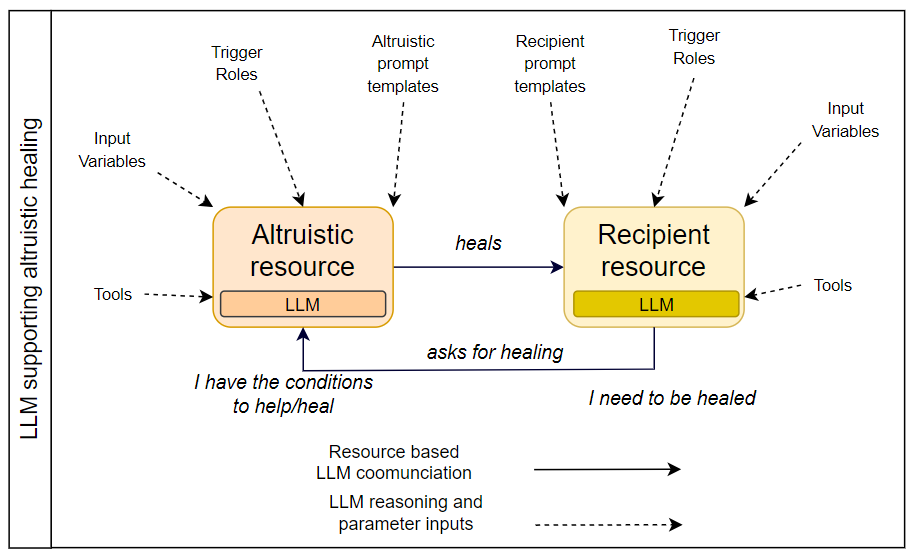 LLM supporting altruistic healing
Trigger
Roles
Altruistic
prompt
templates
Recipient
prompt
templates
Trigger
Roles
Input
Variables
Input
Variables
Altruistic
resource
LLM
heals
Recipient
resource
LLM
Tools
Tools
asks for healing
I have the conditions
to help/heal
I need to be healed
Resource based
LLM coomunciation
LLM reasoning and
parameter inputs